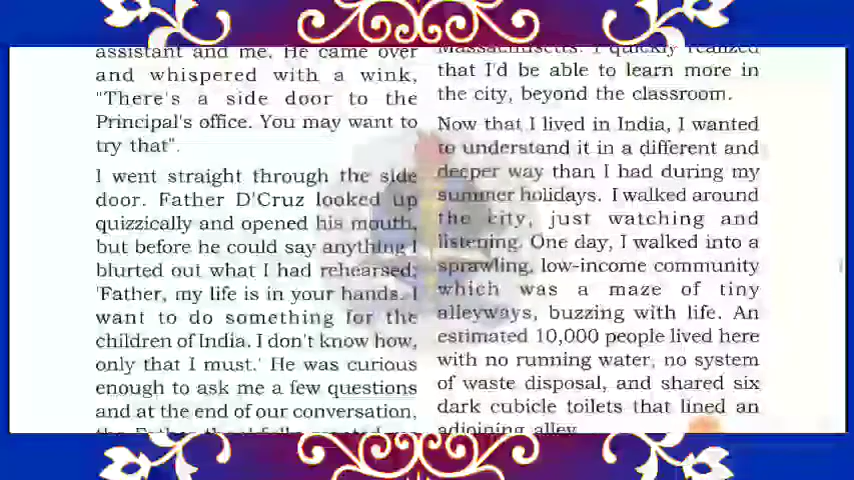 assistant and me. He came over
and whispered with a wink,
"There's a side door to the
Principal's office. You may want to
try that".
I went straight through the side
door. Father D'Cruz looked up
quizzically and opened his mouth,
but before he could say anything I
blurted out what I had rehearsed;
'Father, my life is in your hands. I
want to do something for the
children of India. I don't know how,
only that I must.' He was curious
enough to ask me a few questions
and at the end of our conversation,
the Father thankfully
Massachusetts. I quickly realized
that I'd be able to learn more in
the city, beyond the classroom.
Now that I lived in India, I wanted
to understand it in a different and
deeper way than I had during my
summer holidays. I walked around
the city, just watching and
listening. One day, I walked into a
sprawling, low-income community
which was a maze of tiny
alleyways, buzzing with life. An
estimated 10,000 people lived here
with no running water, no system
of waste disposal, and shared six
dark cubicle toilets that lined an
adjoining alley.